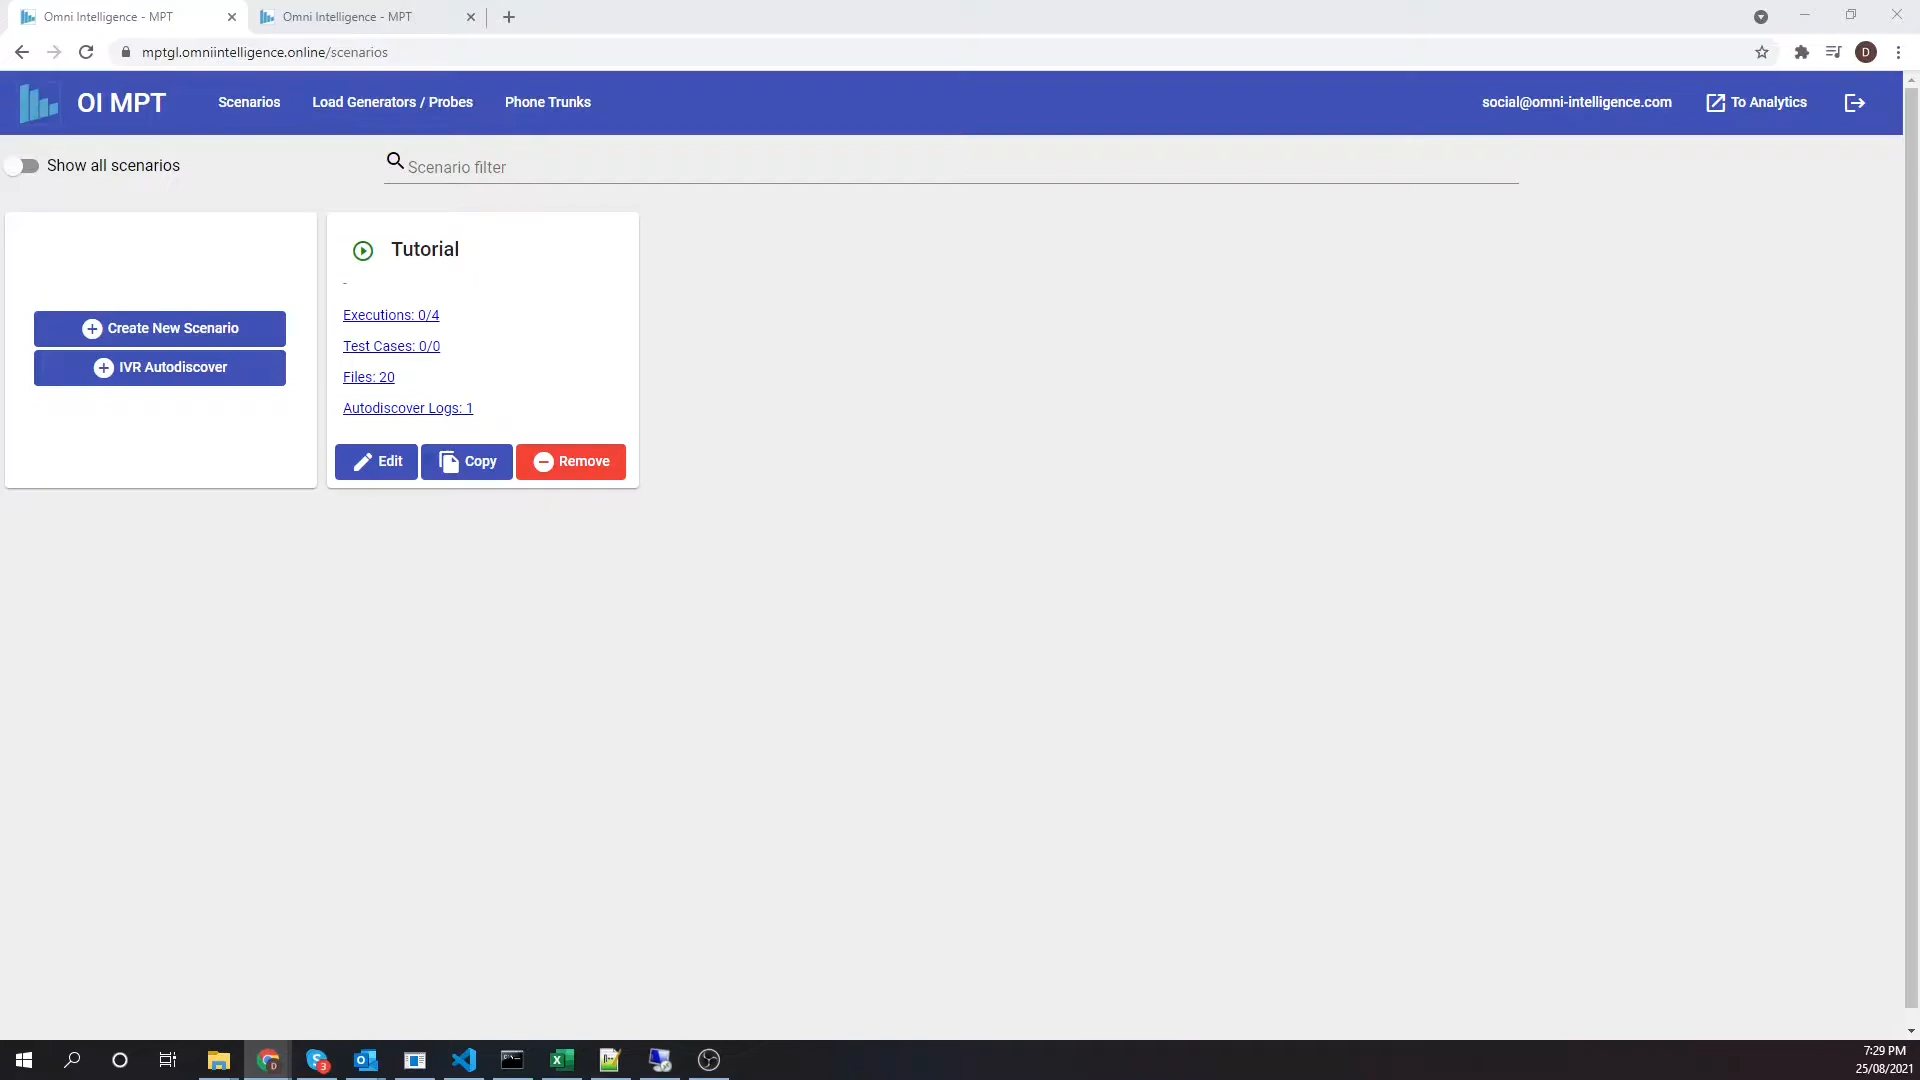 Omni Intelligence - MPT
Omni Intelligence - MPT
mptgl.omniintelligence.online/scenarios
D
OI MPT
Scenarios
Load Generators / Probes
Phone Trunks
social@omni-intelligence.com
To Analytics
Show all scenarios
Scenario filter
Create New Scenario
IVR Autodiscover
Tutorial
-
Executions: 0/4
Test Cases: 0/0
Files: 20
Autodiscover Logs: 1
Edit
Copy
Remove
7:29 PM
25/08/2021